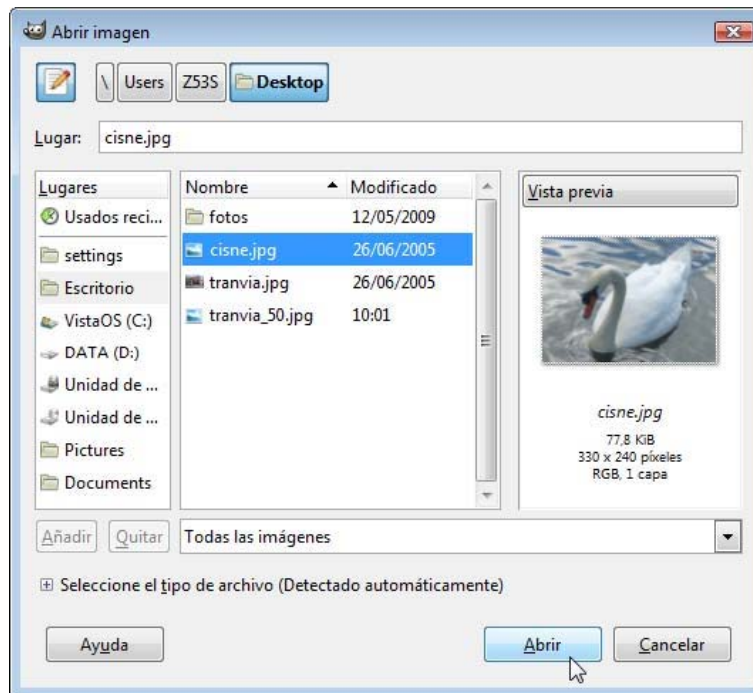 Abrir imagen
\ Users Z53S Desktop
Lugar: cisne.jpg
Lugares
Usados reci...
settings
Escritorio
VistaOS (C:)
DATA (D:)
Unidad de ...
Unidad de ...
Pictures
Documents
Nombre Modificado
fotos 12/05/2009
cisne.jpg 26/06/2005
tranvia.jpg 26/06/2005
tranvia_50.jpg 10:01
Vista previa
cisne.jpg
77,8 KiB
330 x 240 píxeles
RGB, 1 capa
Añadir Quitar Todas las imágenes
Seleccione el tipo de archivo (Detectado automáticamente)
Ayuda Abrir Cancelar